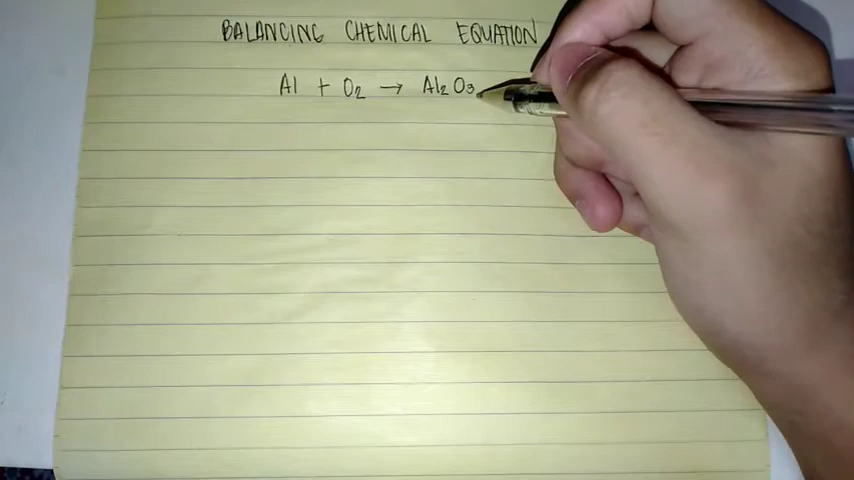 BALANCING CHEMICAL EQUATION
Al + O₂ → Al₂O₃